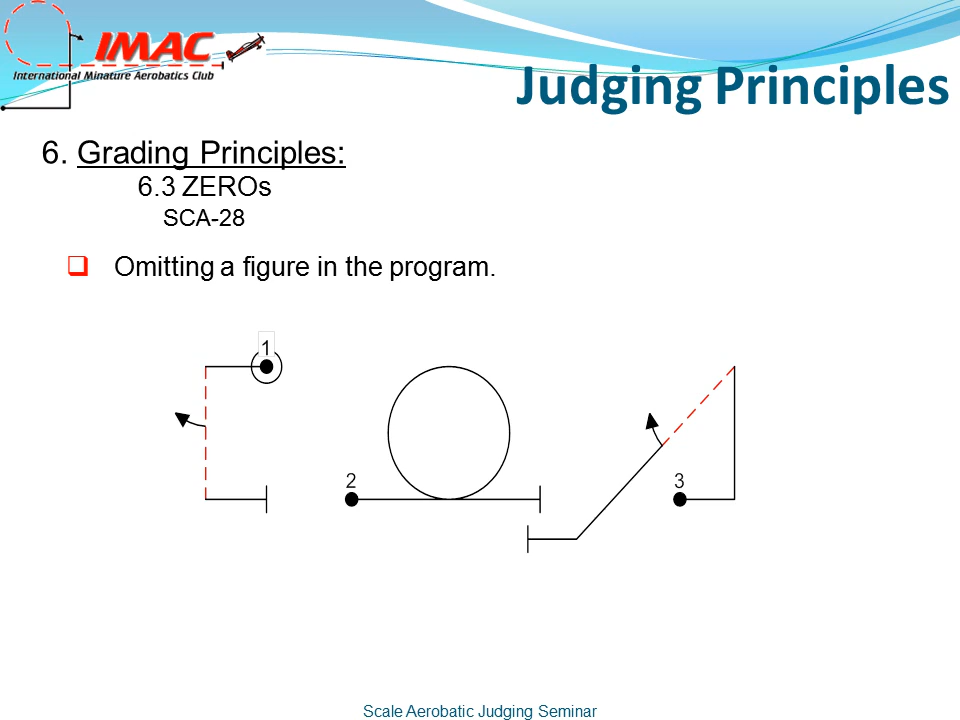 IMAC
International Minature Aerobatics Club
Judging Principles
6. Grading Principles:
6.3 ZEROs
SCA-28
Omitting a figure in the program.
1
2
3
Scale Aerobatic Judging Seminar